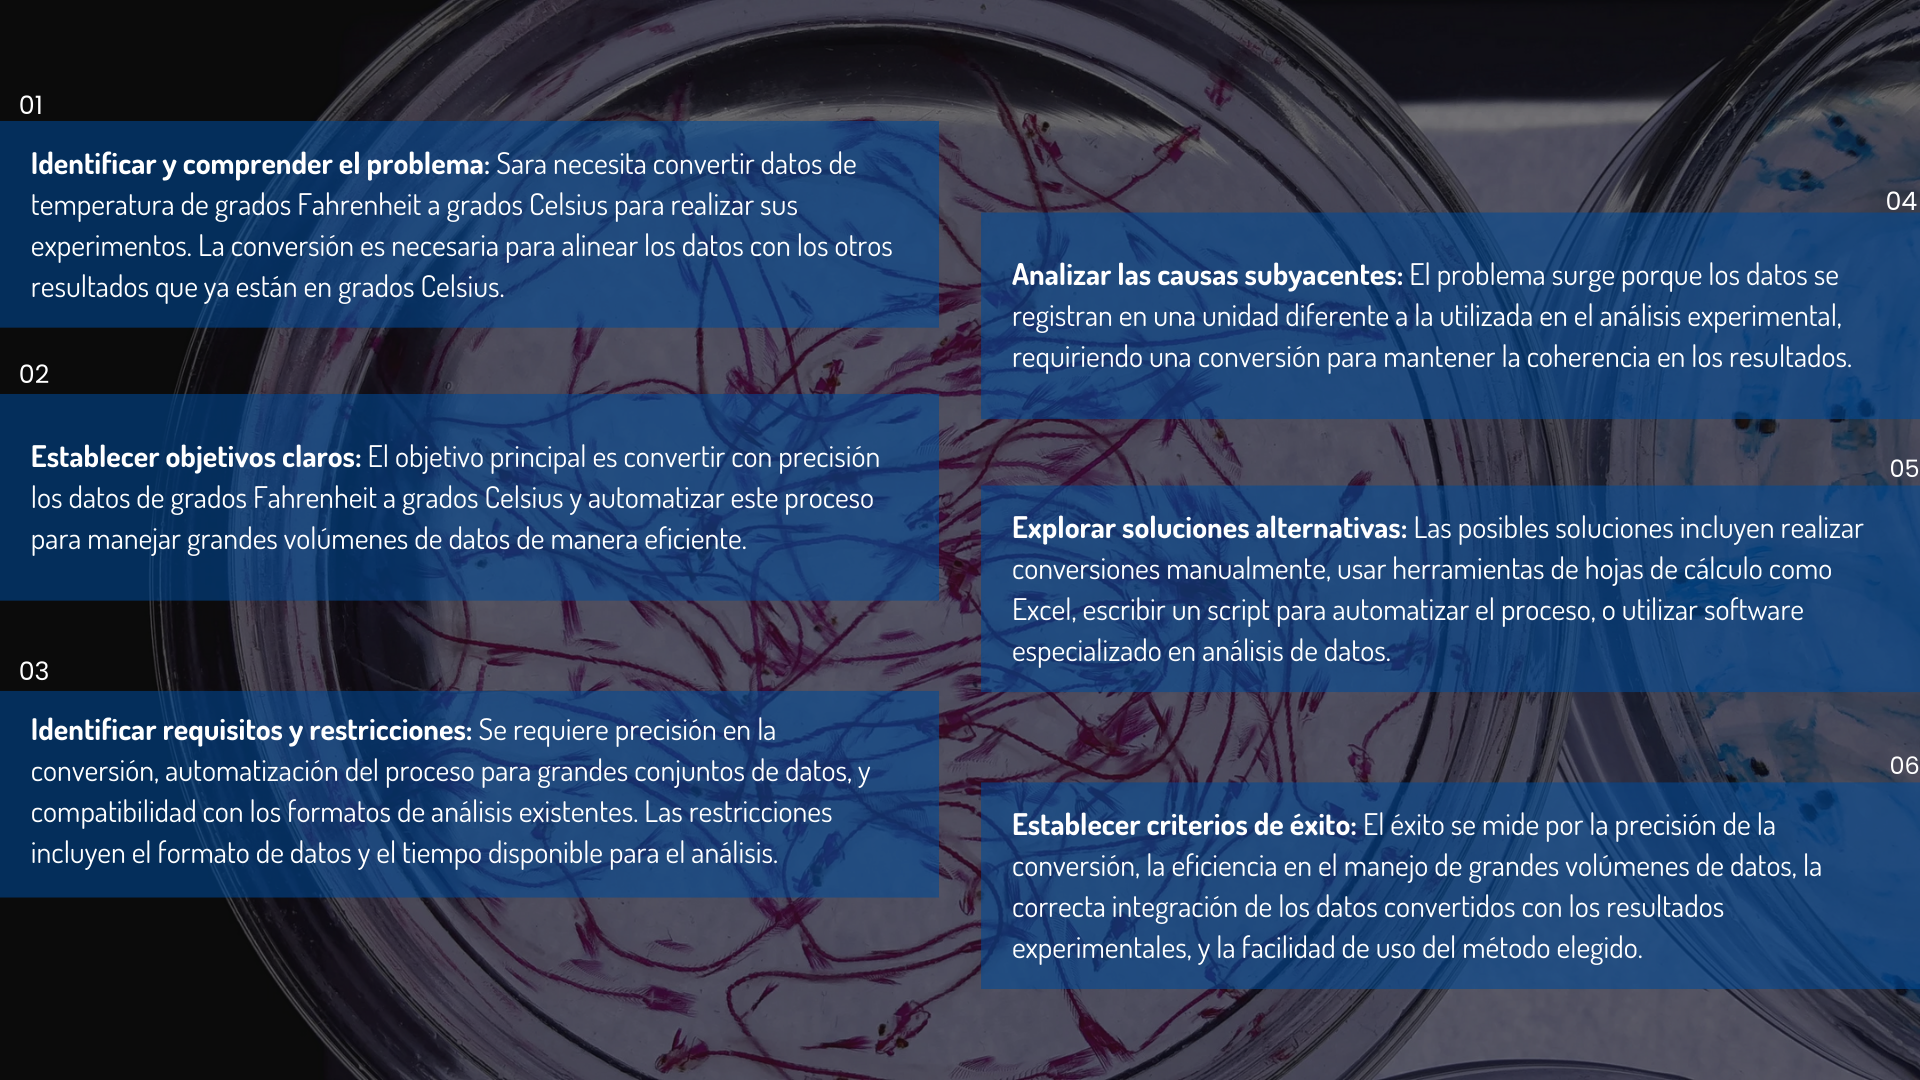 01
Identificar y comprender el problema: Sara necesita convertir datos de
temperatura de grados Fahrenheit a grados Celsius para realizar sus
experimentos. La conversión es necesaria para alinear los datos con los otros
resultados que ya están en grados Celsius.
02
Establecer objetivos claros: El objetivo principal es convertir con precisión
los datos de grados Fahrenheit a grados Celsius y automatizar este proceso
para manejar grandes volúmenes de datos de manera eficiente.
03
Identificar requisitos y restricciones: Se requiere precisión en la
conversión, automatización del proceso para grandes conjuntos de datos, y
compatibilidad con los formatos de análisis existentes. Las restricciones
incluyen el formato de datos y el tiempo disponible para el análisis.
04
Analizar las causas subyacentes: El problema surge porque los datos se
registran en una unidad diferente a la utilizada en el análisis experimental,
requiriendo una conversión para mantener la coherencia en los resultados.
05
Explorar soluciones alternativas: Las posibles soluciones incluyen realizar
conversiones manualmente, usar herramientas de hojas de cálculo como
Excel, escribir un script para automatizar el proceso, o utilizar software
especializado en análisis de datos.
06
Establecer criterios de éxito: El éxito se mide por la precisión de la
conversión, la eficiencia en el manejo de grandes volúmenes de datos, la
correcta integración de los datos convertidos con los resultados
experimentales, y la facilidad de uso del método elegido.